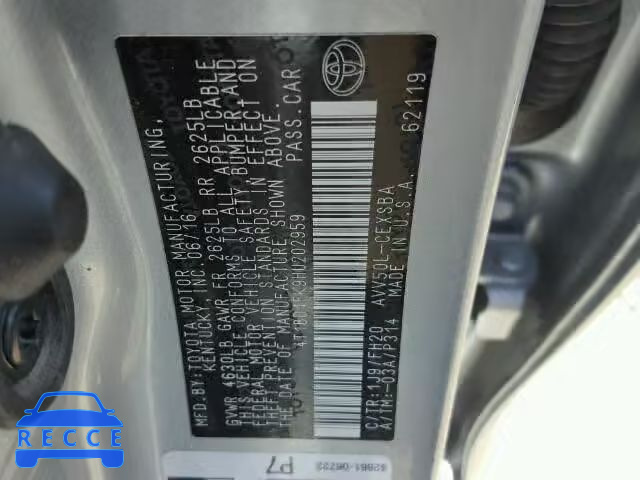 MFD. BY: TOYOTA MOTOR MANUFACTURING,
KENTUCKY, INC. 06/16
GVWR 4630LB GAWR FR 2625LB RR 2625LB
THIS VEHICLE CONFORMS TO ALL APPLICABLE
FEDERAL MOTOR VEHICLE SAFETY, BUMPER, AND
THEFT PREVENTION STANDARDS IN EFFECT ON
THE DATE OF MANUFACTURE SHOWN ABOVE.
PASS. CAR
C/TR: 1J9/FH20 AVV50L-CEXSBA
A/TM: -03A/P314 MADE IN U.S.A. 62119
P7
RECCE